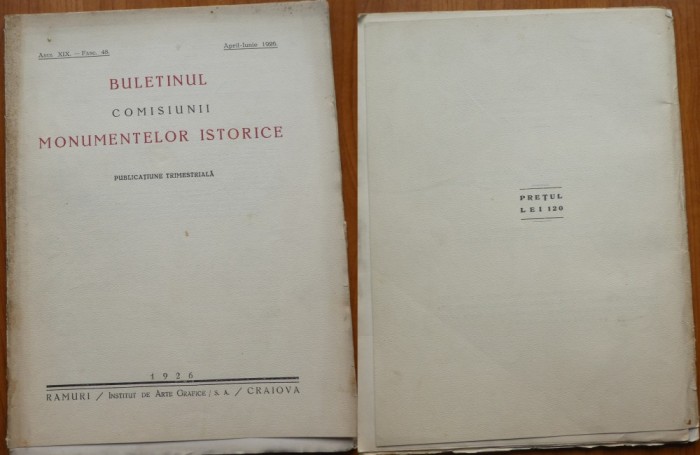 Anul XIX. — Fasc. 48. April-Iunie 1926.
BULETINUL
COMISIUNII
MONUMENTELOR ISTORICE
PUBLICAȚIUNE TRIMESTRIALĂ
1926
RAMURI / INSTITUT DE ARTE GRAFICE / S. A. / CRAIOVA
PREȚUL
LEI 120